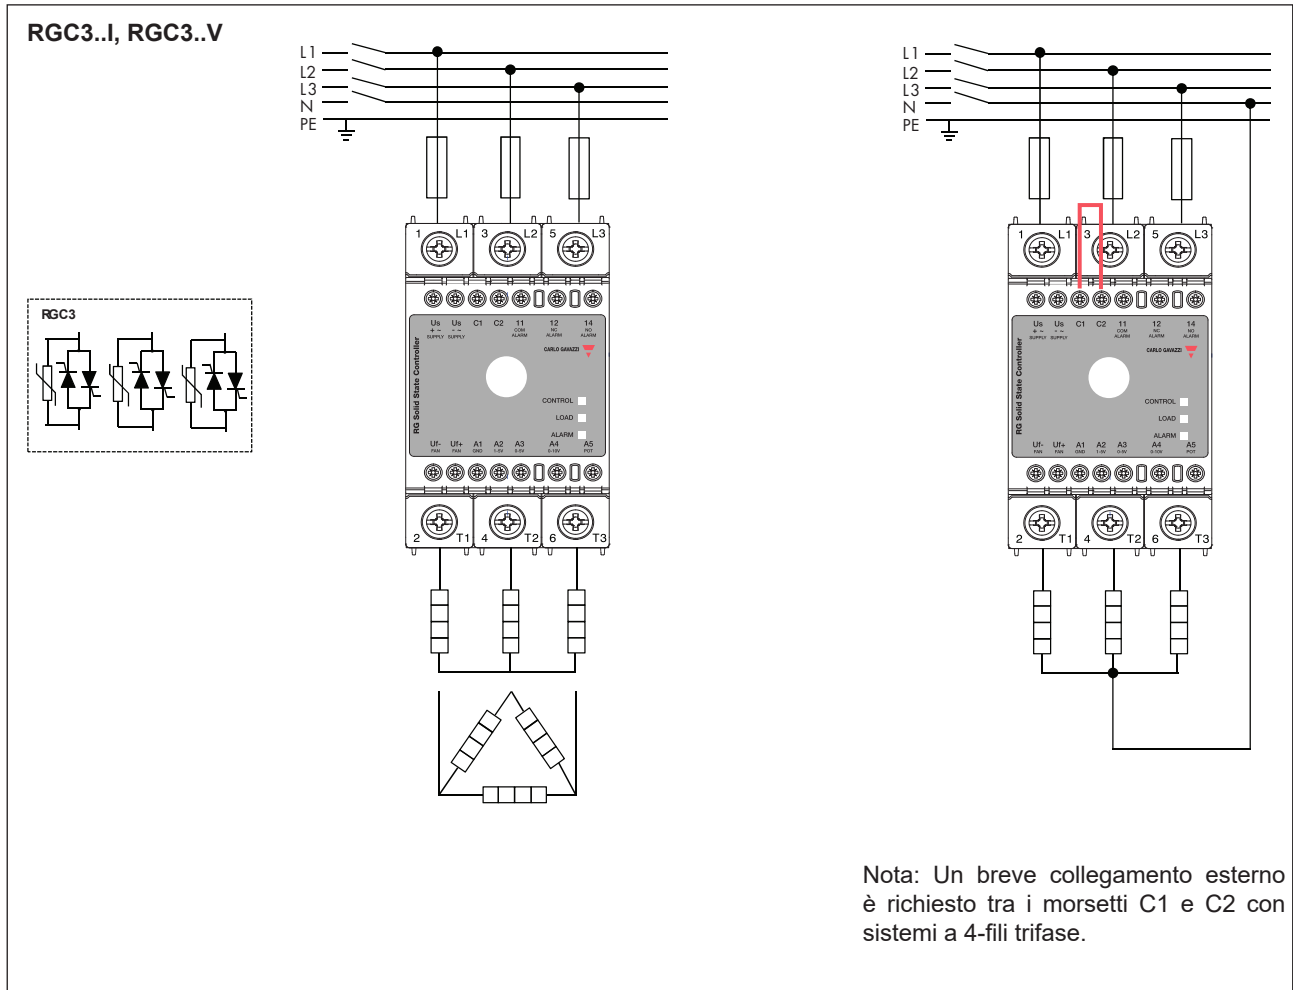 RGC3..I, RGC3..V
L1
L2
L3
N
PE
L1
L2
L3
N
PE
RGC3
1 L1 3 L2 5 L3
Us Us C1 C2 11 12 14
+ ~ - ~ COM NC NO
SUPPLY SUPPLY ALARM ALARM ALARM
CARLO GAVAZZI
RG Solid State Controller
CONTROL
LOAD
ALARM
Uf- Uf+ A1 A2 A3 A4 A5
FAN FAN GND 1-5V 0-5V 0-10V POT
2 T1 4 T2 6 T3
1 L1 3 L2 5 L3
Us Us C1 C2 11 12 14
+ ~ - ~ COM NC NO
SUPPLY SUPPLY ALARM ALARM ALARM
CARLO GAVAZZI
RG Solid State Controller
CONTROL
LOAD
ALARM
Uf- Uf+ A1 A2 A3 A4 A5
FAN FAN GND 1-5V 0-5V 0-10V POT
2 T1 4 T2 6 T3
Nota: Un breve collegamento esterno
è richiesto tra i morsetti C1 e C2 con
sistemi a 4-fili trifase.